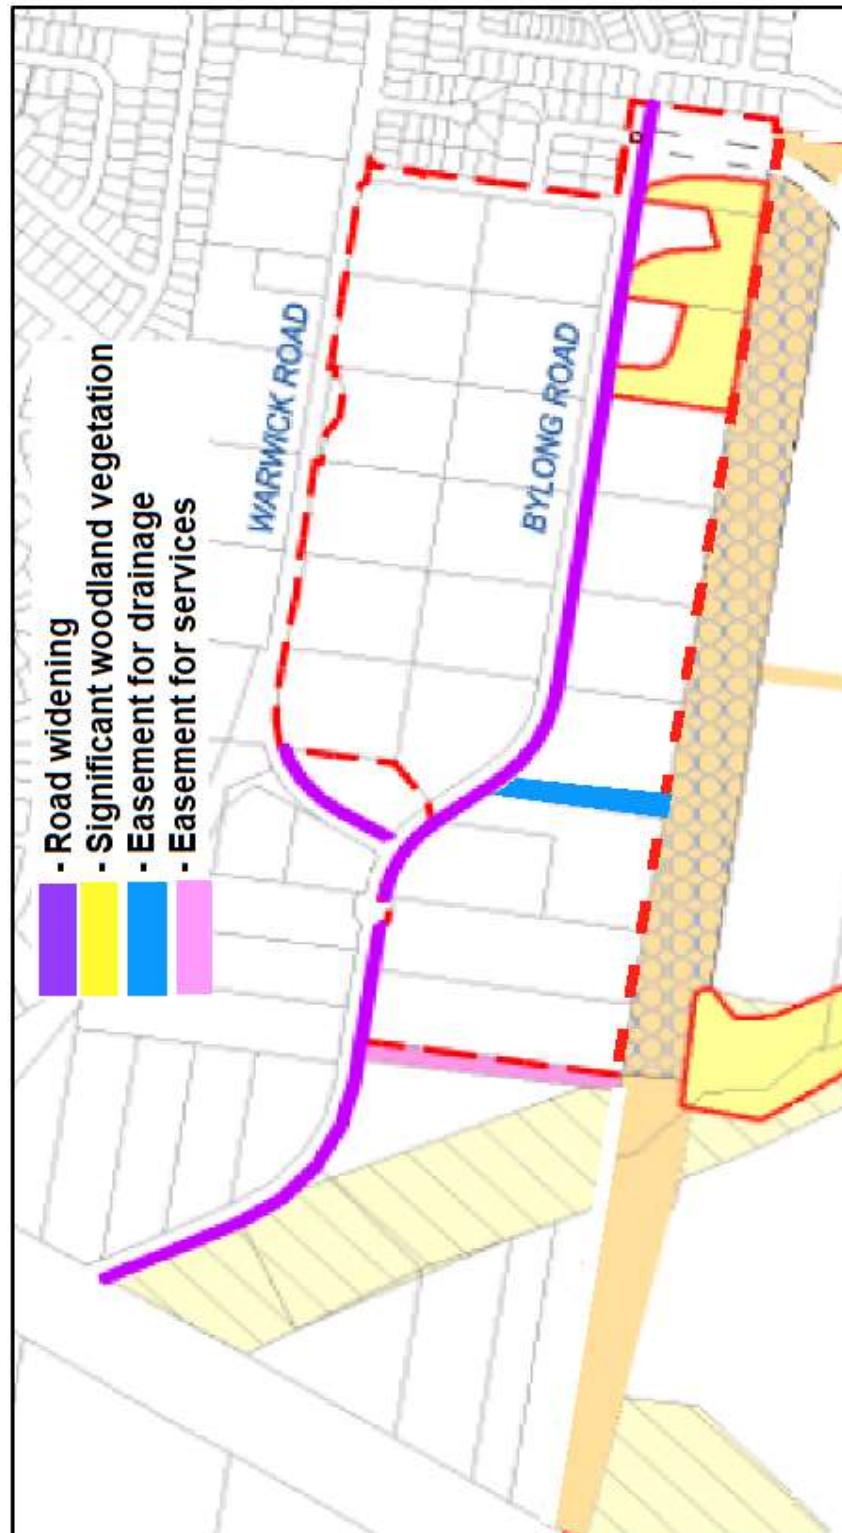 - Road widening
- Significant woodland vegetation
- Easement for drainage
- Easement for services
WARWICK ROAD
BYLONG ROAD